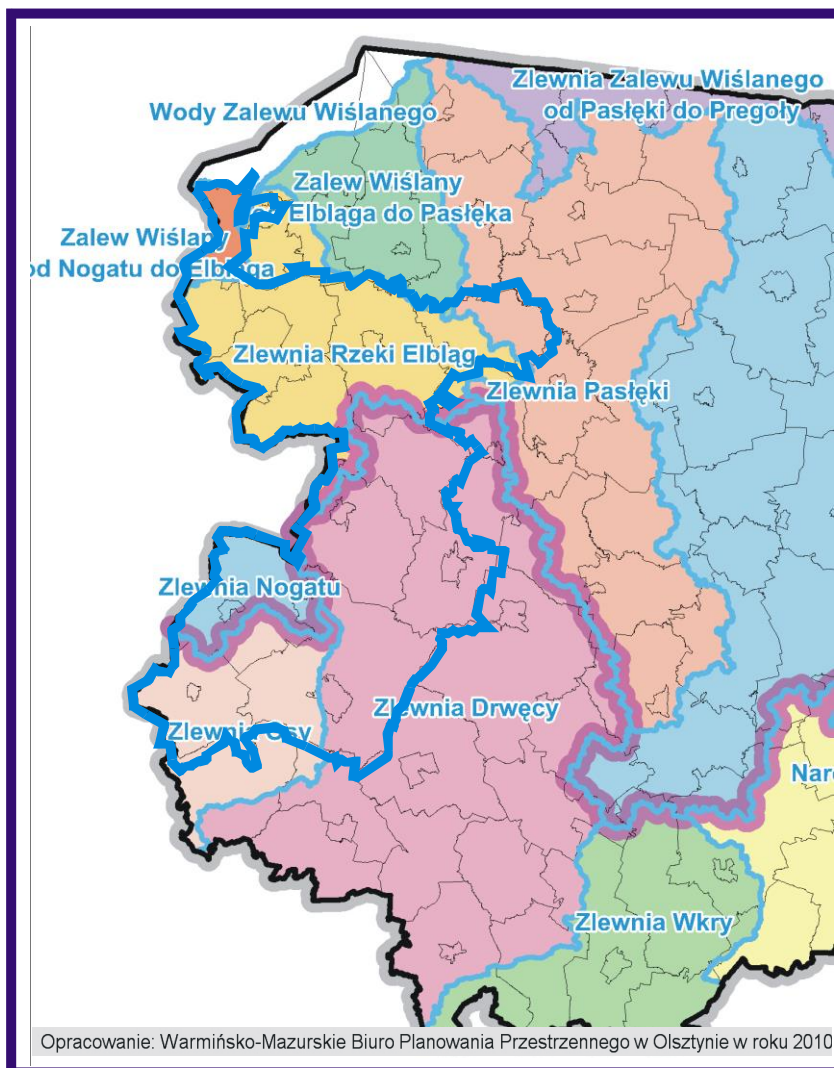 Zlewnia Zalewu Wiślanego
od Pasłęki do Pregoły
Wody Zalewu Wiślanego
Zalew Wiślany
Elbląga do Pasłęka
Zalew Wiślany
od Nogatu do Elbląga
Zlewnia Rzeki Elbląg
Zlewnia Pasłęki
Zlewnia Nogatu
Zlewnia Drwęcy
Zlewnia Osy
Zlewnia Wkry
Opracowanie: Warmińsko-Mazurskie Biuro Planowania Przestrzennego w Olsztynie w roku 2010